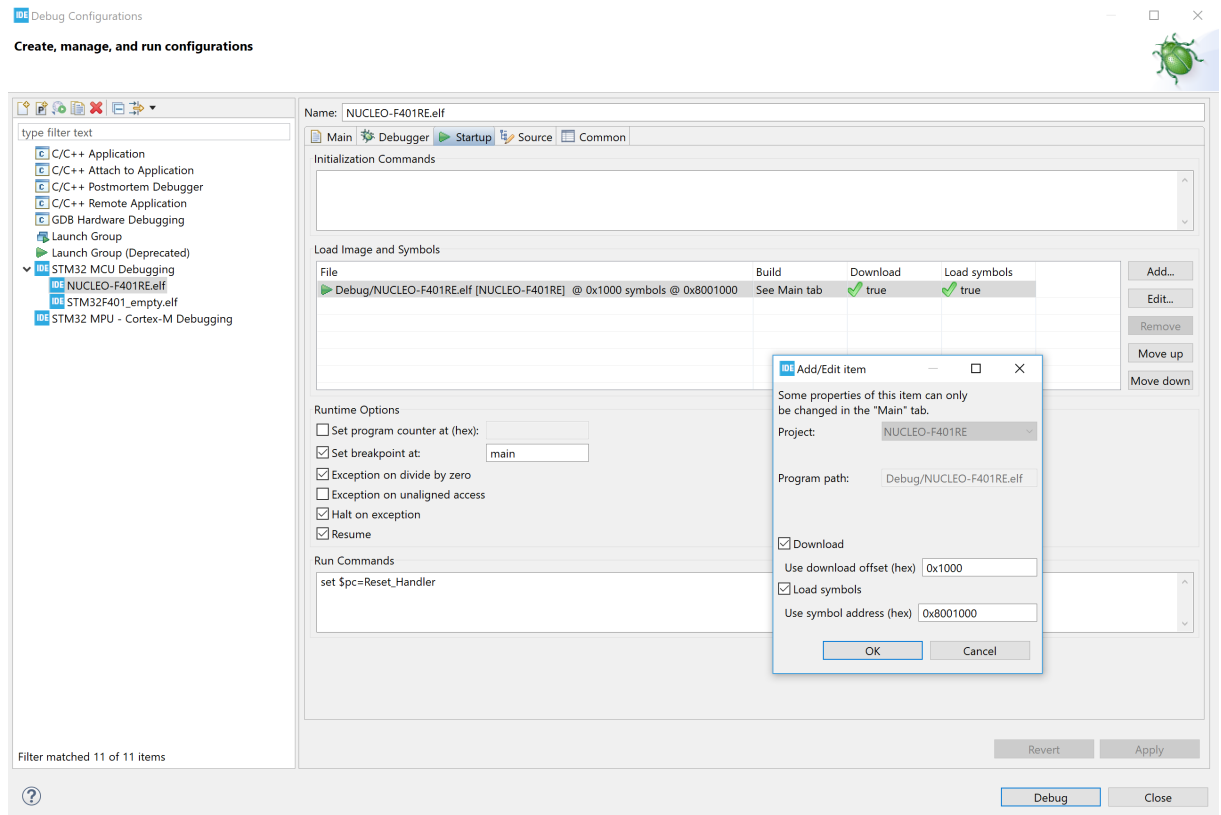 IDE Debug Configurations
Create, manage, and run configurations
type filter text
C/C++ Application
C/C++ Attach to Application
C/C++ Postmortem Debugger
C/C++ Remote Application
GDB Hardware Debugging
Launch Group
Launch Group (Deprecated)
IDE STM32 MCU Debugging
IDE NUCLEO-F401RE.elf
IDE STM32F401_empty.elf
IDE STM32 MPU - Cortex-M Debugging
Filter matched 11 of 11 items
Name: NUCLEO-F401RE.elf
Main Debugger Startup Source Common
Initialization Commands
Load Image and Symbols
File Build Download Load symbols
Debug/NUCLEO-F401RE.elf [NUCLEO-F401RE] @ 0x1000 symbols @ 0x8001000 See Main tab true true
Add...
Edit...
Remove
Move up
Move down
Runtime Options
Set program counter at (hex):
Set breakpoint at: main
Exception on divide by zero
Exception on unaligned access
Halt on exception
Resume
Run Commands
set $pc=Reset_Handler
IDE Add/Edit item
Some properties of this item can only
be changed in the "Main" tab.
Project: NUCLEO-F401RE
Program path: Debug/NUCLEO-F401RE.elf
Download
Use download offset (hex) 0x1000
Load symbols
Use symbol address (hex) 0x8001000
OK Cancel
Revert Apply
? Debug Close